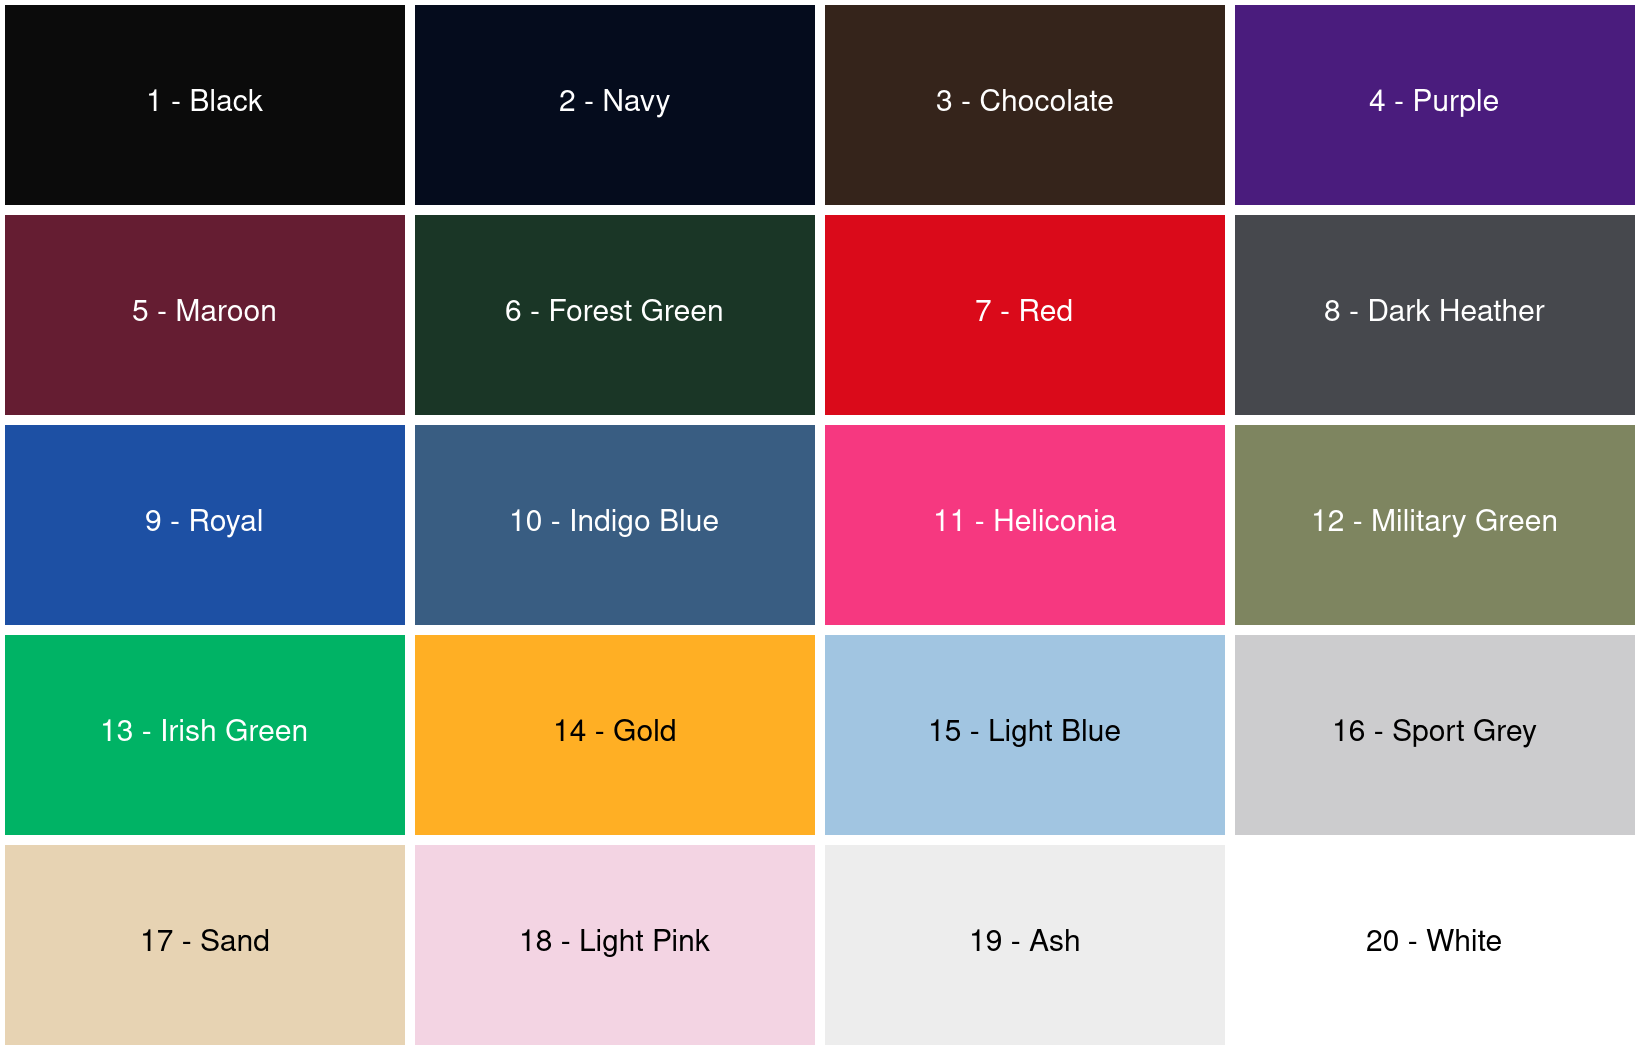 1 - Black
2 - Navy
3 - Chocolate
4 - Purple
5 - Maroon
6 - Forest Green
7 - Red
8 - Dark Heather
9 - Royal
10 - Indigo Blue
11 - Heliconia
12 - Military Green
13 - Irish Green
14 - Gold
15 - Light Blue
16 - Sport Grey
17 - Sand
18 - Light Pink
19 - Ash
20 - White